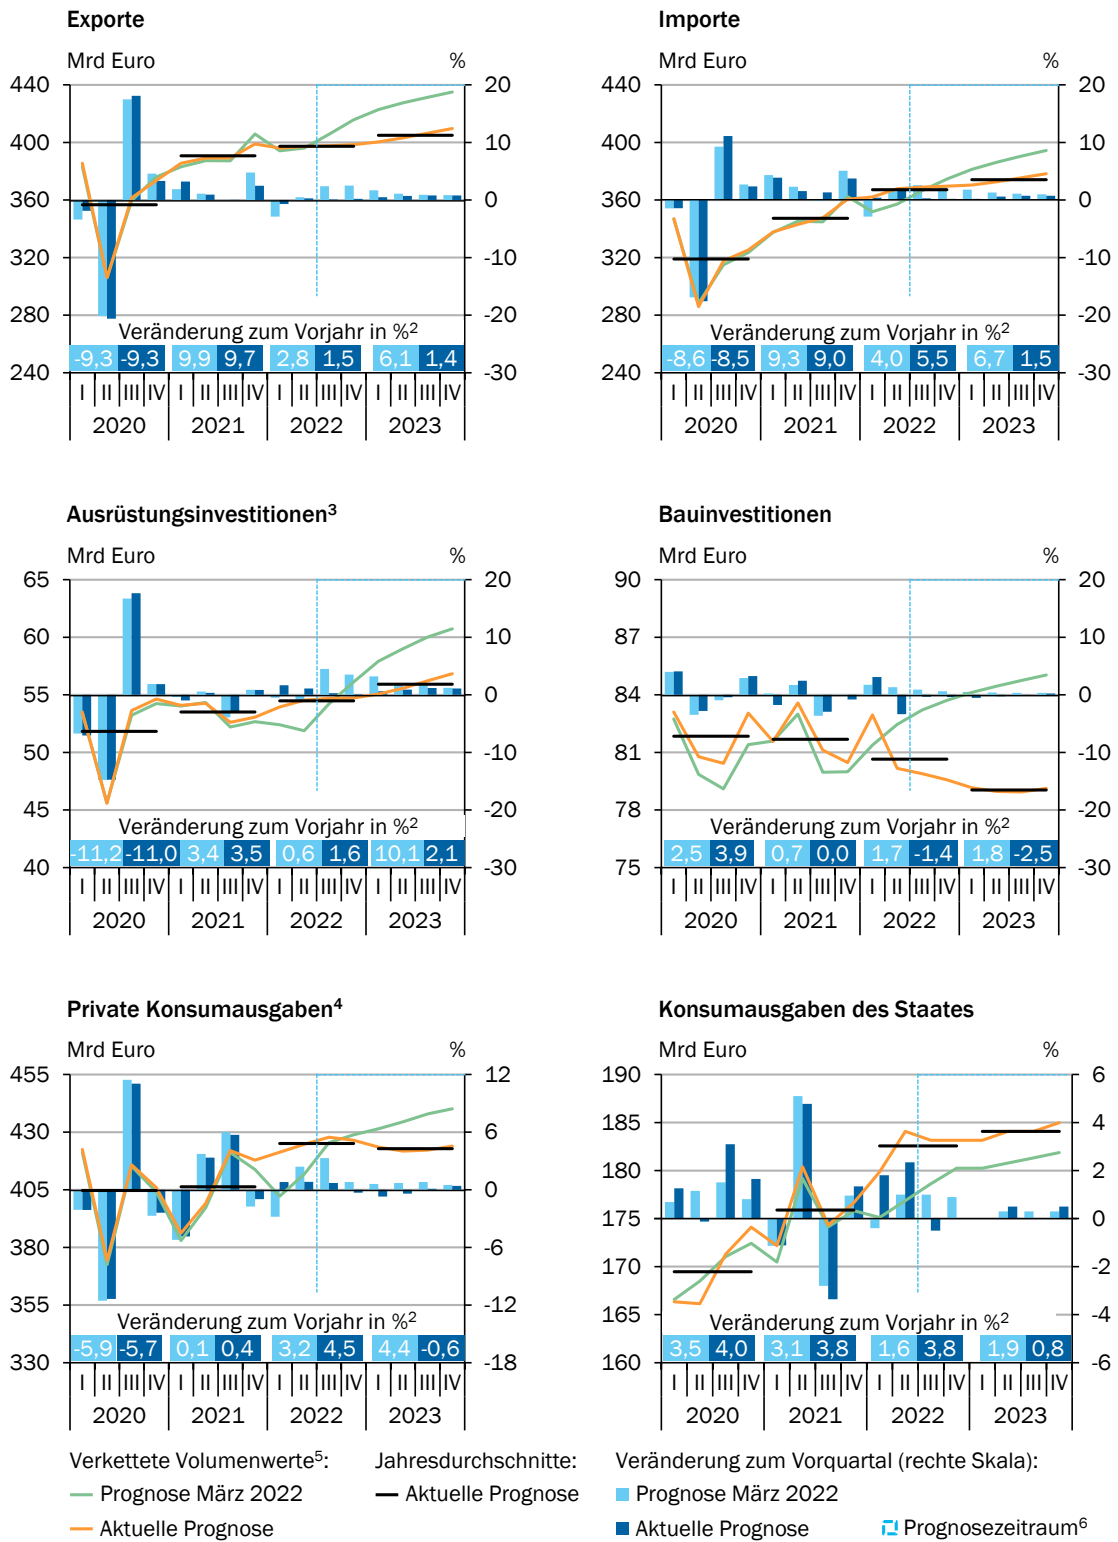 Exporte
Mrd Euro %
440 20
400 10
360 0
320 -10
280 -20
Veränderung zum Vorjahr in %²
-9,3 -9,3 9,9 9,7 2,8 1,5 6,1 1,4
240 -30
I II III IV I II III IV I II III IV I II III IV
2020 2021 2022 2023
Importe
Mrd Euro %
440 20
400 10
360 0
320 -10
280 -20
Veränderung zum Vorjahr in %²
-8,6 -8,5 9,3 9,0 4,0 5,5 6,7 1,5
240 -30
I II III IV I II III IV I II III IV I II III IV
2020 2021 2022 2023
Ausrüstungsinvestitionen³
Mrd Euro %
65 20
60 10
55 0
50 -10
45 -20
Veränderung zum Vorjahr in %²
-11,2 -11,0 3,4 3,5 0,6 1,6 10,1 2,1
40 -30
I II III IV I II III IV I II III IV I II III IV
2020 2021 2022 2023
Bauinvestitionen
Mrd Euro %
90 20
87 10
84 0
81 -10
78 -20
Veränderung zum Vorjahr in %²
2,5 3,9 0,7 0,0 1,7 -1,4 1,8 -2,5
75 -30
I II III IV I II III IV I II III IV I II III IV
2020 2021 2022 2023
Private Konsumausgaben⁴
Mrd Euro %
455 12
430 6
405 0
380 -6
355 -12
Veränderung zum Vorjahr in %²
-5,9 -5,7 0,1 0,4 3,2 4,5 4,4 -0,6
330 -18
I II III IV I II III IV I II III IV I II III IV
2020 2021 2022 2023
Konsumausgaben des Staates
Mrd Euro %
190 6
185 4
180 2
175 0
170 -2
165 -4
Veränderung zum Vorjahr in %²
3,5 4,0 3,1 3,8 1,6 3,8 1,9 0,8
160 -6
I II III IV I II III IV I II III IV I II III IV
2020 2021 2022 2023
Verkettete Volumenwerte⁵: Jahresdurchschnitte: Veränderung zum Vorquartal (rechte Skala):
Prognose März 2022 Aktuelle Prognose Prognose März 2022
Aktuelle Prognose Aktuelle Prognose Prognosezeitraum⁶